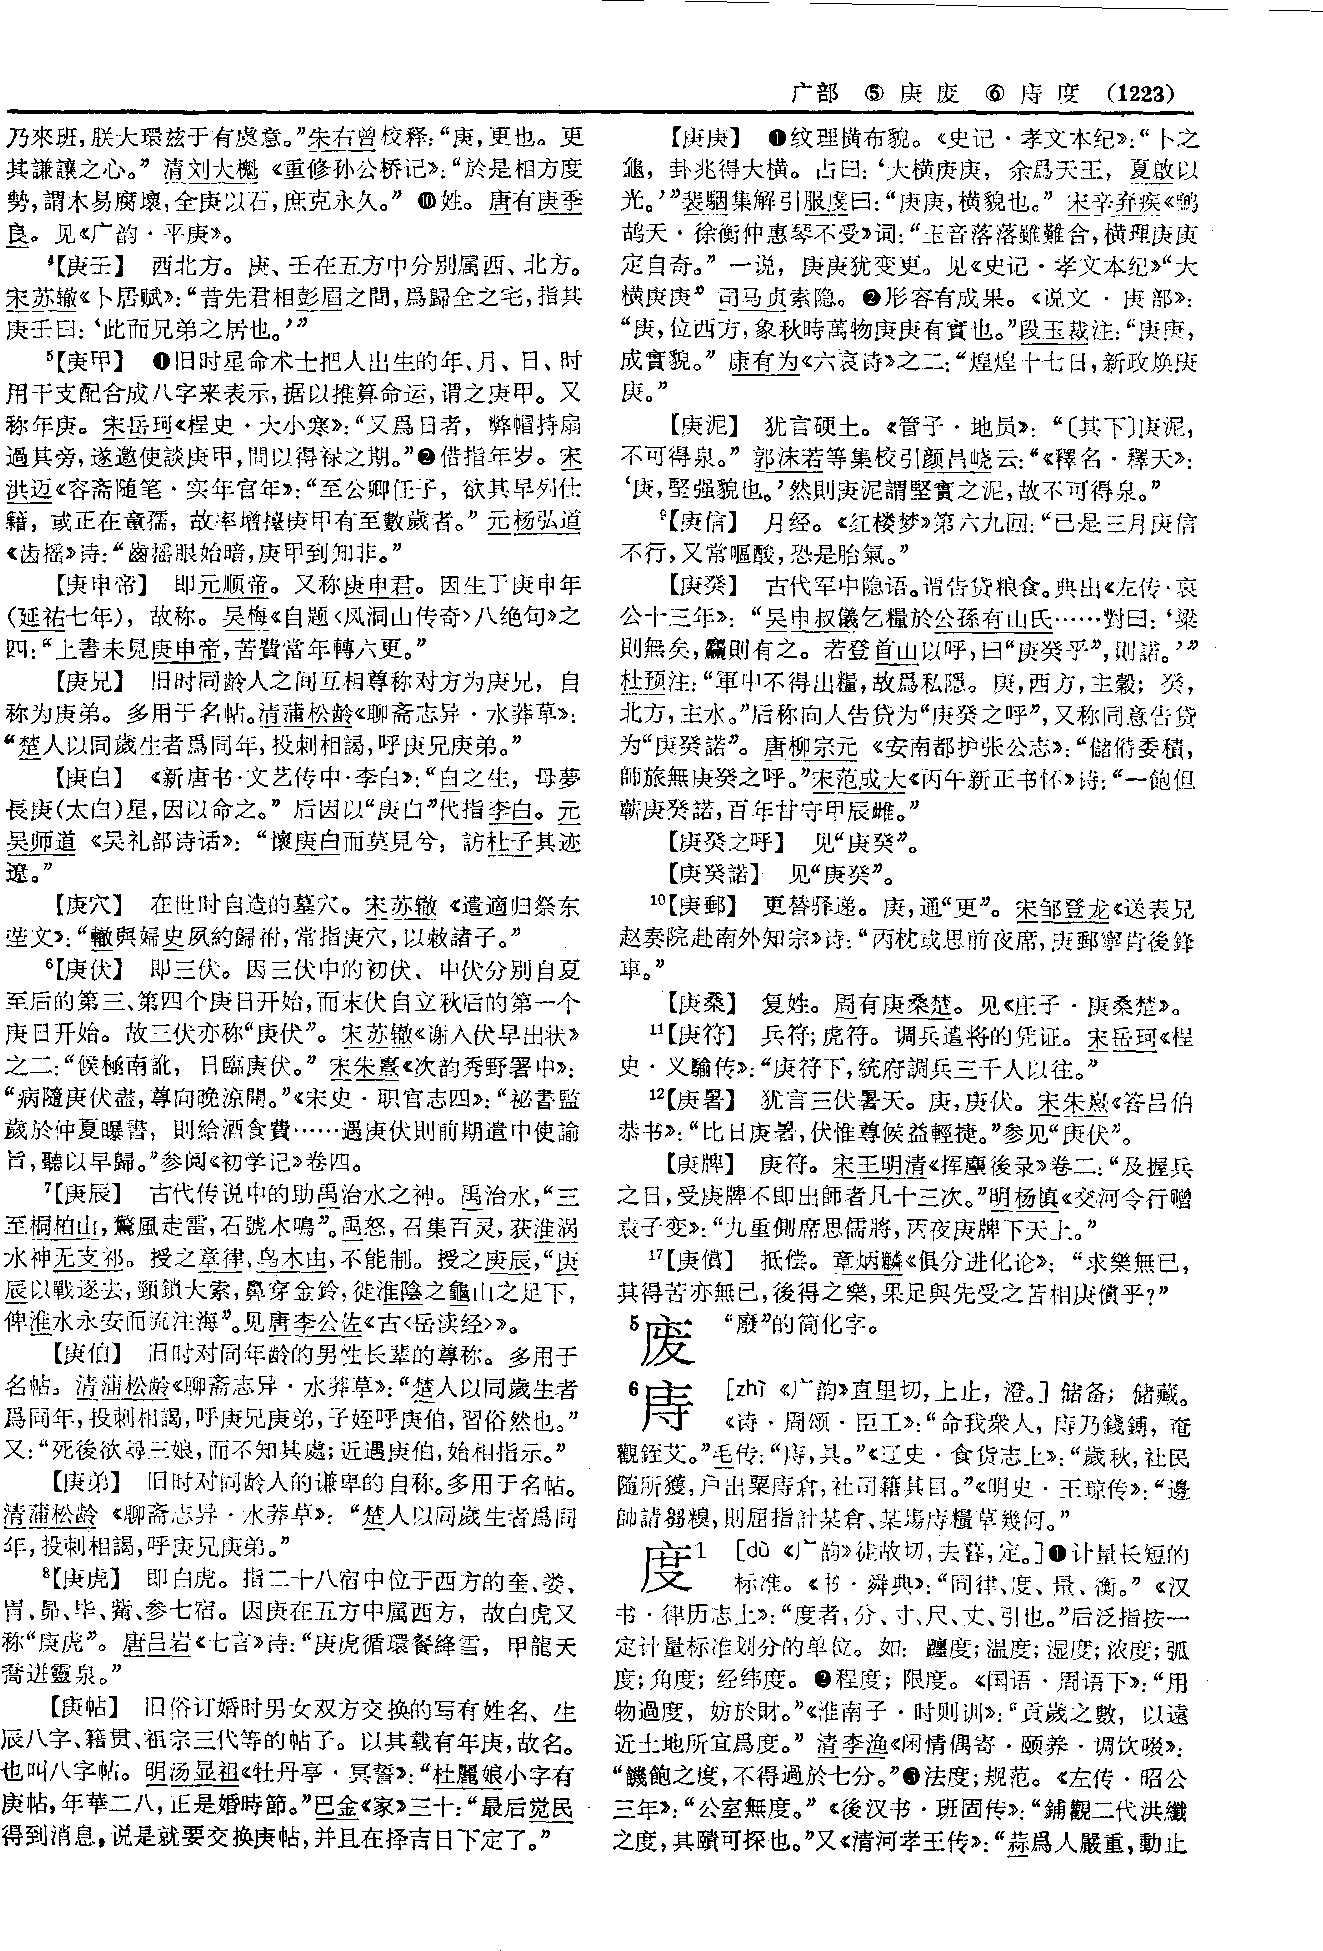 广部 ⑤庚废 ⑥庤度 (1223)
乃來班，朕大環兹于有虞意。”朱右曾校释：“庚，更也。更
其謙讓之心。”清刘大櫆《重修孙公桥记》：“於是相方度
勢，謂木易腐壞，全庚以石，庶克永久。”❿姓。唐有庚季
良。见《广韵·平庚》。
⁴【庚壬】 西北方。庚、壬在五方中分别属西、北方。
宋苏辙《卜居赋》：“昔先君相彭眉之間，爲歸全之宅，指其
庚壬曰：‘此而兄弟之居也。’”
⁵【庚甲】 ❶旧时星命术士把人出生的年、月、日、时
用干支配合成八字来表示，据以推算命运，谓之庚甲。又
称年庚。宋岳珂《桯史·大小寒》：“又爲日者，弊帽持扇
過其旁，遂邀使談庚甲，問以得禄之期。”❷借指年岁。宋
洪迈《容斋随笔·实年官年》：“至公卿任子，欲其早列仕
籍，或正在童孺，故率增擡庚甲有至數歲者。”元杨弘道
《齿摇》诗：“齒摇眼始暗，庚甲到知非。”
【庚申帝】 即元顺帝。又称庚申君。因生于庚申年
(延祐七年)，故称。吴梅《自题〈风洞山传奇〉八绝句》之
四：“上書未見庚申帝，苦費當年轉六更。”
【庚兄】 旧时同龄人之间互相尊称对方为庚兄，自
称为庚弟。多用于名帖。清蒲松龄《聊斋志异·水莽草》：
“楚人以同歲生者爲同年，投刺相謁，呼庚兄庚弟。”
【庚白】 《新唐书·文艺传中·李白》：“白之生，母夢
長庚(太白)星，因以命之。”后因以“庚白”代指李白。元
吴师道《吴礼部诗话》：“懷庚白而莫見兮，訪杜子其迹
遼。”
【庚穴】 在世时自造的墓穴。宋苏辙《遣適归祭东
茔文》：“轍與婦史夙約歸祔，常指庚穴，以敕諸子。”
⁶【庚伏】 即三伏。因三伏中的初伏、中伏分别自夏
至后的第三、第四个庚日开始，而末伏自立秋后的第一个
庚日开始。故三伏亦称“庚伏”。宋苏辙《谢入伏早出状》
之二：“候極南訛，日臨庚伏。”宋朱熹《次韵秀野署中》：
“病隨庚伏盡，尊向晚涼開。”《宋史·职官志四》：“祕書監
歲於仲夏曝書，則給酒食費……遇庚伏則前期遣中使諭
旨，聽以早歸。”参阅《初学记》卷四。
⁷【庚辰】 古代传说中的助禹治水之神。禹治水，“三
至桐柏山，驚風走雷，石號木鳴”。禹怒，召集百灵，获淮涡
水神无支祁。授之章律，鸟木由，不能制。授之庚辰，“庚
辰以戰逐去，頸鎖大索，鼻穿金鈴，徙淮陰之龜山之足下，
俾淮水永安而流注海”。见唐李公佐《古〈岳渎经〉》。
【庚伯】 旧时对同年龄的男性长辈的尊称。多用于
名帖。清蒲松龄《聊斋志异·水莽草》：“楚人以同歲生者
爲同年，投刺相謁，呼庚兄庚弟，子姪呼庚伯，習俗然也。”
又：“死後欲尋三娘，而不知其處；近遇庚伯，始相指示。”
【庚弟】 旧时对同龄人的谦卑的自称。多用于名帖。
清蒲松龄《聊斋志异·水莽草》：“楚人以同歲生者爲同
年，投刺相謁，呼庚兄庚弟。”
⁸【庚虎】 即白虎。指二十八宿中位于西方的奎、娄、
胃、昴、毕、觜、参七宿。因庚在五方中属西方，故白虎又
称“庚虎”。唐吕岩《七言》诗：“庚虎循環餐絳雪，甲龍夭
喬迸靈泉。”
【庚帖】 旧俗订婚时男女双方交换的写有姓名、生
辰八字、籍贯、祖宗三代等的帖子。以其载有年庚，故名。
也叫八字帖。明汤显祖《牡丹亭·冥誓》：“杜麗娘小字有
庚帖，年華二八，正是婚時節。”巴金《家》三十：“最后觉民
得到消息，说是就要交换庚帖，并且在择吉日下定了。”
【庚庚】 ❶纹理横布貌。《史记·孝文本纪》：“卜之
龜，卦兆得大横。占曰：‘大横庚庚，余爲天王，夏啟以
光。’”裴駰集解引服虔曰：“庚庚，横貌也。”宋辛弃疾《鹧
鸪天·徐衡仲惠琴不受》词：“玉音落落雖難合，横理庚庚
定自奇。”一说，庚庚犹变更。见《史记·孝文本纪》“大
横庚庚”司马贞索隐。❷形容有成果。《说文·庚部》：
“庚，位西方，象秋時萬物庚庚有實也。”段玉裁注：“庚庚，
成實貌。”康有为《六哀诗》之二：“煌煌十七日，新政焕庚
庚。”
【庚泥】 犹言硬土。《管子·地员》：“〔其下〕庚泥，
不可得泉。”郭沫若等集校引颜昌峣云：“《釋名·釋天》：
‘庚，堅强貌也。’然則庚泥謂堅實之泥，故不可得泉。”
⁹【庚信】 月经。《红楼梦》第六九回：“已是三月庚信
不行，又常嘔酸，恐是胎氣。”
【庚癸】 古代军中隐语。谓告贷粮食。典出《左传·哀
公十三年》：“吴申叔儀乞糧於公孫有山氏……對曰：‘粱
則無矣，麤則有之。若登首山以呼，曰“庚癸乎”，則諾。’”
杜预注：“軍中不得出糧，故爲私隱。庚，西方，主穀；癸，
北方，主水。”后称向人告贷为“庚癸之呼”，又称同意告贷
为“庚癸諾”。唐柳宗元《安南都护张公志》：“儲偫委積，
師旅無庚癸之呼。”宋范成大《丙午新正书怀》诗：“一飽但
蘄庚癸諾，百年甘守甲辰雌。”
【庚癸之呼】 见“庚癸”。
【庚癸諾】 见“庚癸”。
¹⁰【庚郵】 更替驿递。庚，通“更”。宋邹登龙《送表兄
赵奏院赴南外知宗》诗：“丙枕或思前夜席，庚郵寧肯後鋒
車。”
【庚桑】 复姓。周有庚桑楚。见《庄子·庚桑楚》。
¹¹【庚符】 兵符；虎符。调兵遣将的凭证。宋岳珂《桯
史·义騟传》：“庚符下，統府調兵三千人以往。”
¹²【庚暑】 犹言三伏暑天。庚，庚伏。宋朱熹《答吕伯
恭书》：“比日庚暑，伏惟尊候益輕捷。”参见“庚伏”。
【庚牌】 庚符。宋王明清《挥麈後录》卷二：“及握兵
之日，受庚牌不即出師者凡十三次。”明杨慎《交河令行赠
袁子变》：“九重側席思儒將，丙夜庚牌下天上。”
¹⁷【庚償】 抵偿。章炳麟《俱分进化论》：“求樂無已，
其得苦亦無已，後得之樂，果足與先受之苦相庚償乎？”
5 废 “廢”的简化字。
6 庤 [zhì 《广韵》直里切，上止，澄。]储备；储藏。
《诗·周颂·臣工》：“命我衆人，庤乃錢鎛，奄
觀銍艾。”毛传：“庤，具。”《辽史·食货志上》：“歲秋，社民
隨所獲，户出粟庤倉，社司籍其目。”《明史·王琼传》：“邊
帥請芻糗，則屈指計某倉、某場庤糧草幾何。”
度1 [dù 《广韵》徒故切，去暮，定。]❶计量长短的
标准。《书·舜典》：“同律、度、量、衡。”《汉
书·律历志上》：“度者，分、寸、尺、丈、引也。”后泛指按一
定计量标准划分的单位。如： 躔度；温度；湿度；浓度；弧
度；角度；经纬度。❷程度；限度。《国语·周语下》：“用
物過度，妨於財。”《淮南子·时则训》：“貢歲之數，以遠
近土地所宜爲度。”清李渔《闲情偶寄·颐养·调饮啜》：
“饑飽之度，不得過於七分。”❸法度；规范。《左传·昭公
三年》：“公室無度。”《後汉书·班固传》：“鋪觀二代洪纖
之度，其賾可探也。”又《清河孝王传》：“蒜爲人嚴重，動止